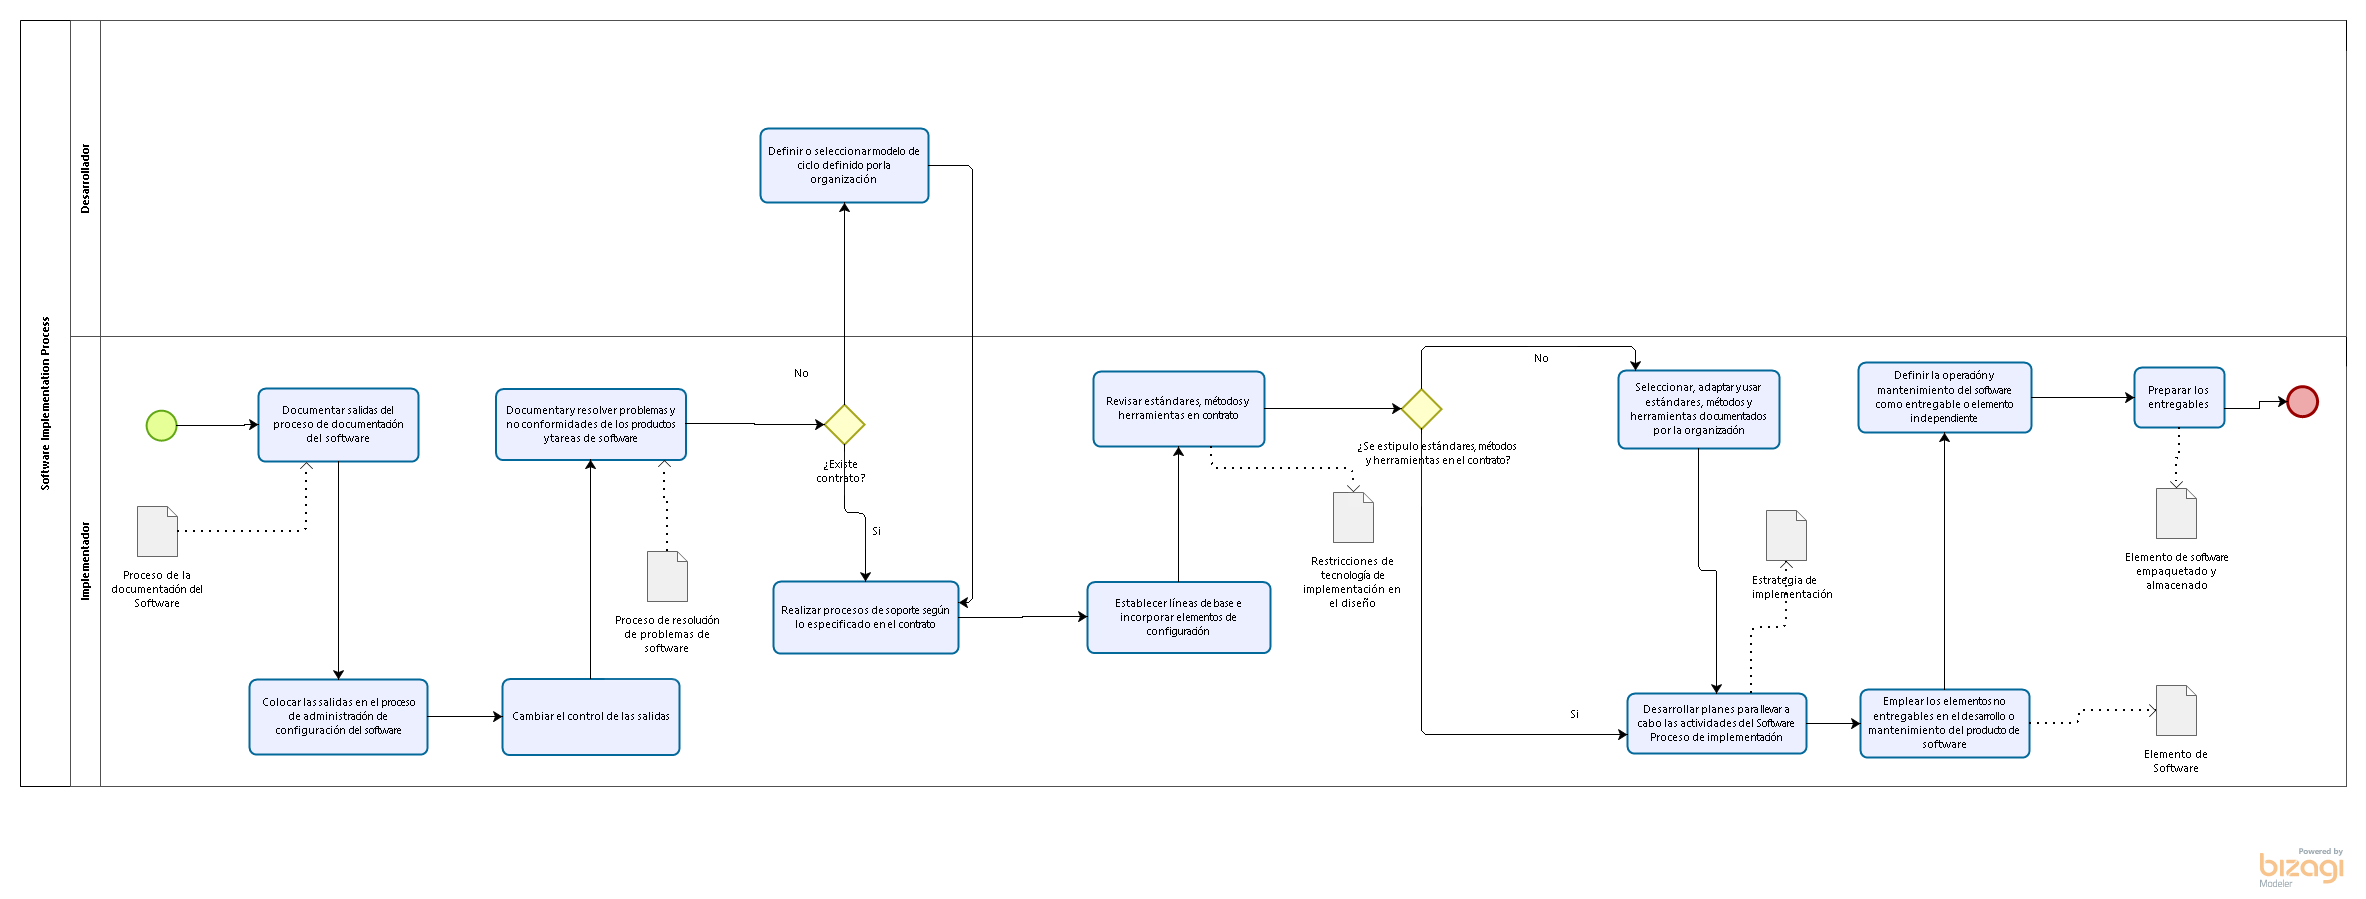 Software Implementation Process
Desarrollador
Definir o seleccionar modelo de
ciclo definido por la
organización
Implementador
Documentar salidas del
proceso de documentación
del software
Proceso de la
documentación del
Software
Colocar las salidas en el proceso
de administración de
configuración del software
Cambiar el control de las salidas
Documentar y resolver problemas y
no conformidades de los productos
y tareas de software
Proceso de resolución
de problemas de
software
No
¿Existe
contrato?
Si
Realizar procesos de soporte según
lo especificado en el contrato
Establecer líneas de base e
incorporar elementos de
configuración
Revisar estándares, métodos y
herramientas en contrato
Restricciones de
tecnología de
implementación en
el diseño
¿Se estipulo estándares, métodos
y herramientas en el contrato?
No
Si
Seleccionar, adaptar y usar
estándares, métodos y
herramientas documentados
por la organización
Estrategia de
implementación
Desarrollar planes para llevar a
cabo las actividades del Software
Proceso de implementación
Emplear los elementos no
entregables en el desarrollo o
mantenimiento del producto de
software
Elemento de
Software
Definir la operación y
mantenimiento del software
como entregable o elemento
independiente
Preparar los
entregables
Elemento de software
empaquetado y
almacenado
Powered by
bizagi
Modeler